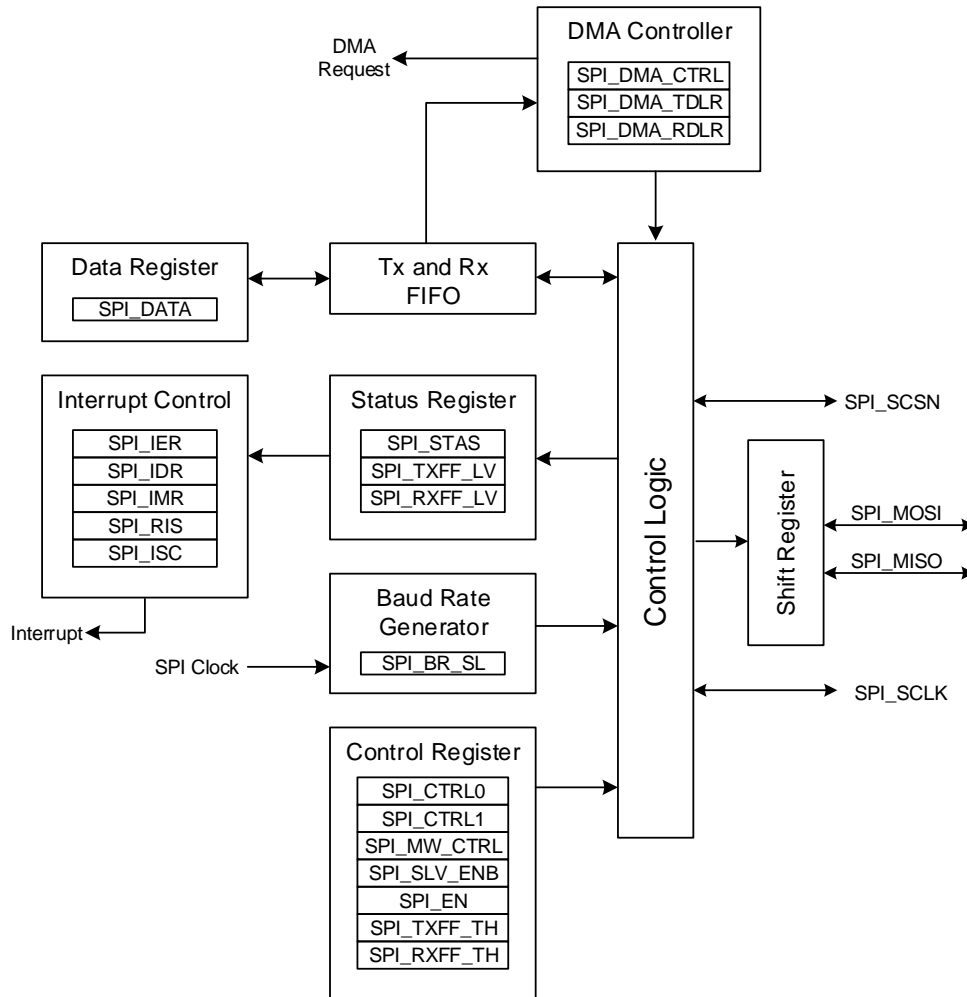 DMA Controller
DMA
Request
SPI_DMA_CTRL
SPI_DMA_TDLR
SPI_DMA_RDLR
Data Register
SPI_DATA
Tx and Rx
FIFO
Interrupt Control
SPI_IER
SPI_IDR
SPI_IMR
SPI_RIS
SPI_ISC
Status Register
SPI_STAS
SPI_TXFF_LV
SPI_RXFF_LV
Control Logic
SPI_SCSN
Shift Register
SPI_MOSI
SPI_MISO
Baud Rate
Generator
SPI_BR_SL
Interrupt
SPI Clock
SPI_SCLK
Control Register
SPI_CTRL0
SPI_CTRL1
SPI_MW_CTRL
SPI_SLV_ENB
SPI_EN
SPI_TXFF_TH
SPI_RXFF_TH